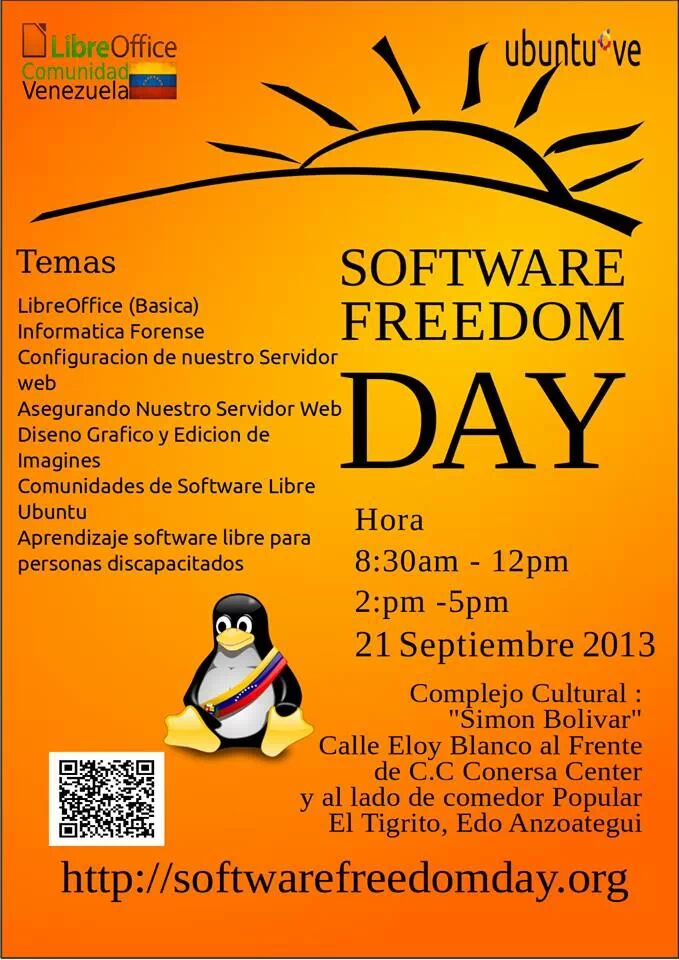 LibreOffice
Comunidad
Venezuela
ubuntu ve
Temas
LibreOffice (Basica)
Informatica Forense
Configuracion de nuestro Servidor
web
Asegurando Nuestro Servidor Web
Diseno Grafico y Edicion de
Imagines
Comunidades de Software Libre
Ubuntu
Aprendizaje software libre para
personas discapacitados
SOFTWARE
FREEDOM
DAY
Hora
8:30am - 12pm
2:pm -5pm
21 Septiembre 2013
Complejo Cultural :
"Simon Bolivar"
Calle Eloy Blanco al Frente
de C.C Conersa Center
y al lado de comedor Popular
El Tigrito, Edo Anzoategui
http://softwarefreedomday.org